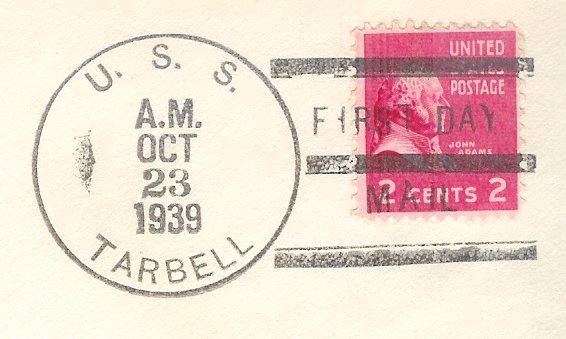 U. S. S.
A.M.
OCT
23
1939
TARBELL
UNITED
STATES
POSTAGE
FIRST DAY
JOHN
ADAMS
2 CENTS 2
MAIL